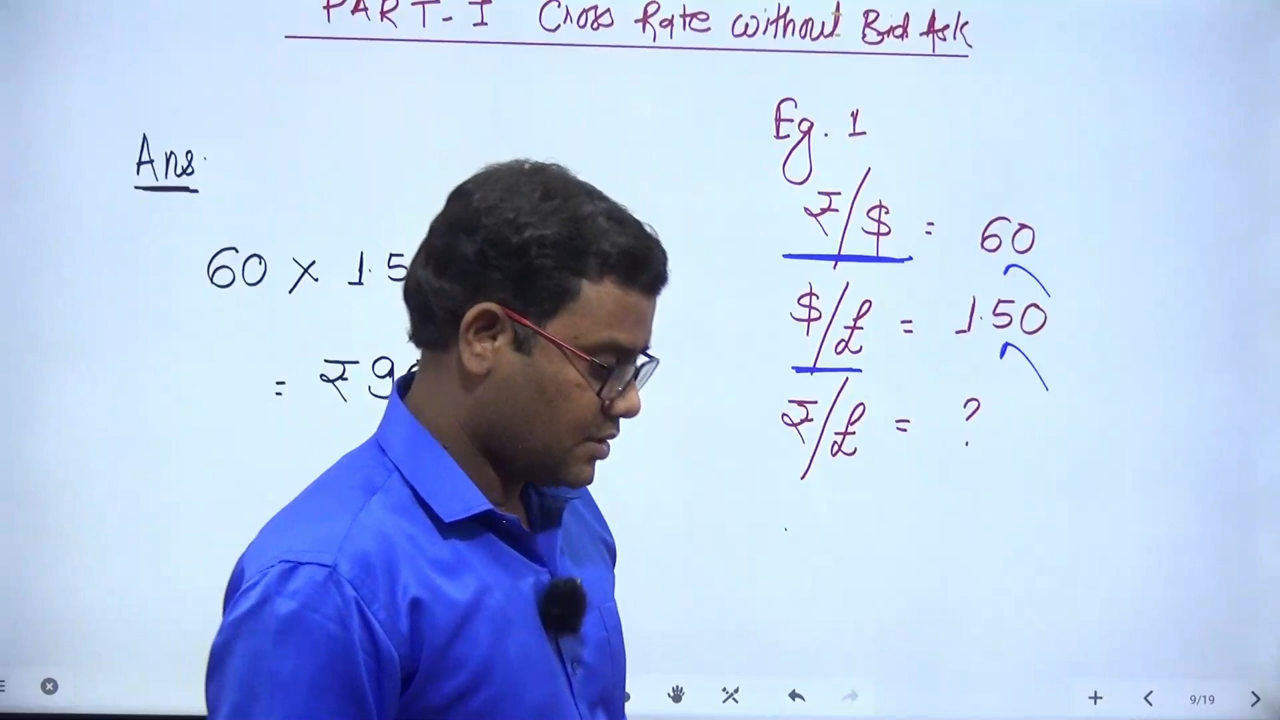 PART-I Cross Rate without Bid Ask
Ans.
60 × 1.5
= ₹9
Eg. 1
₹/$ = 60
$/£ = 1.50
₹/£ = ?
9/19